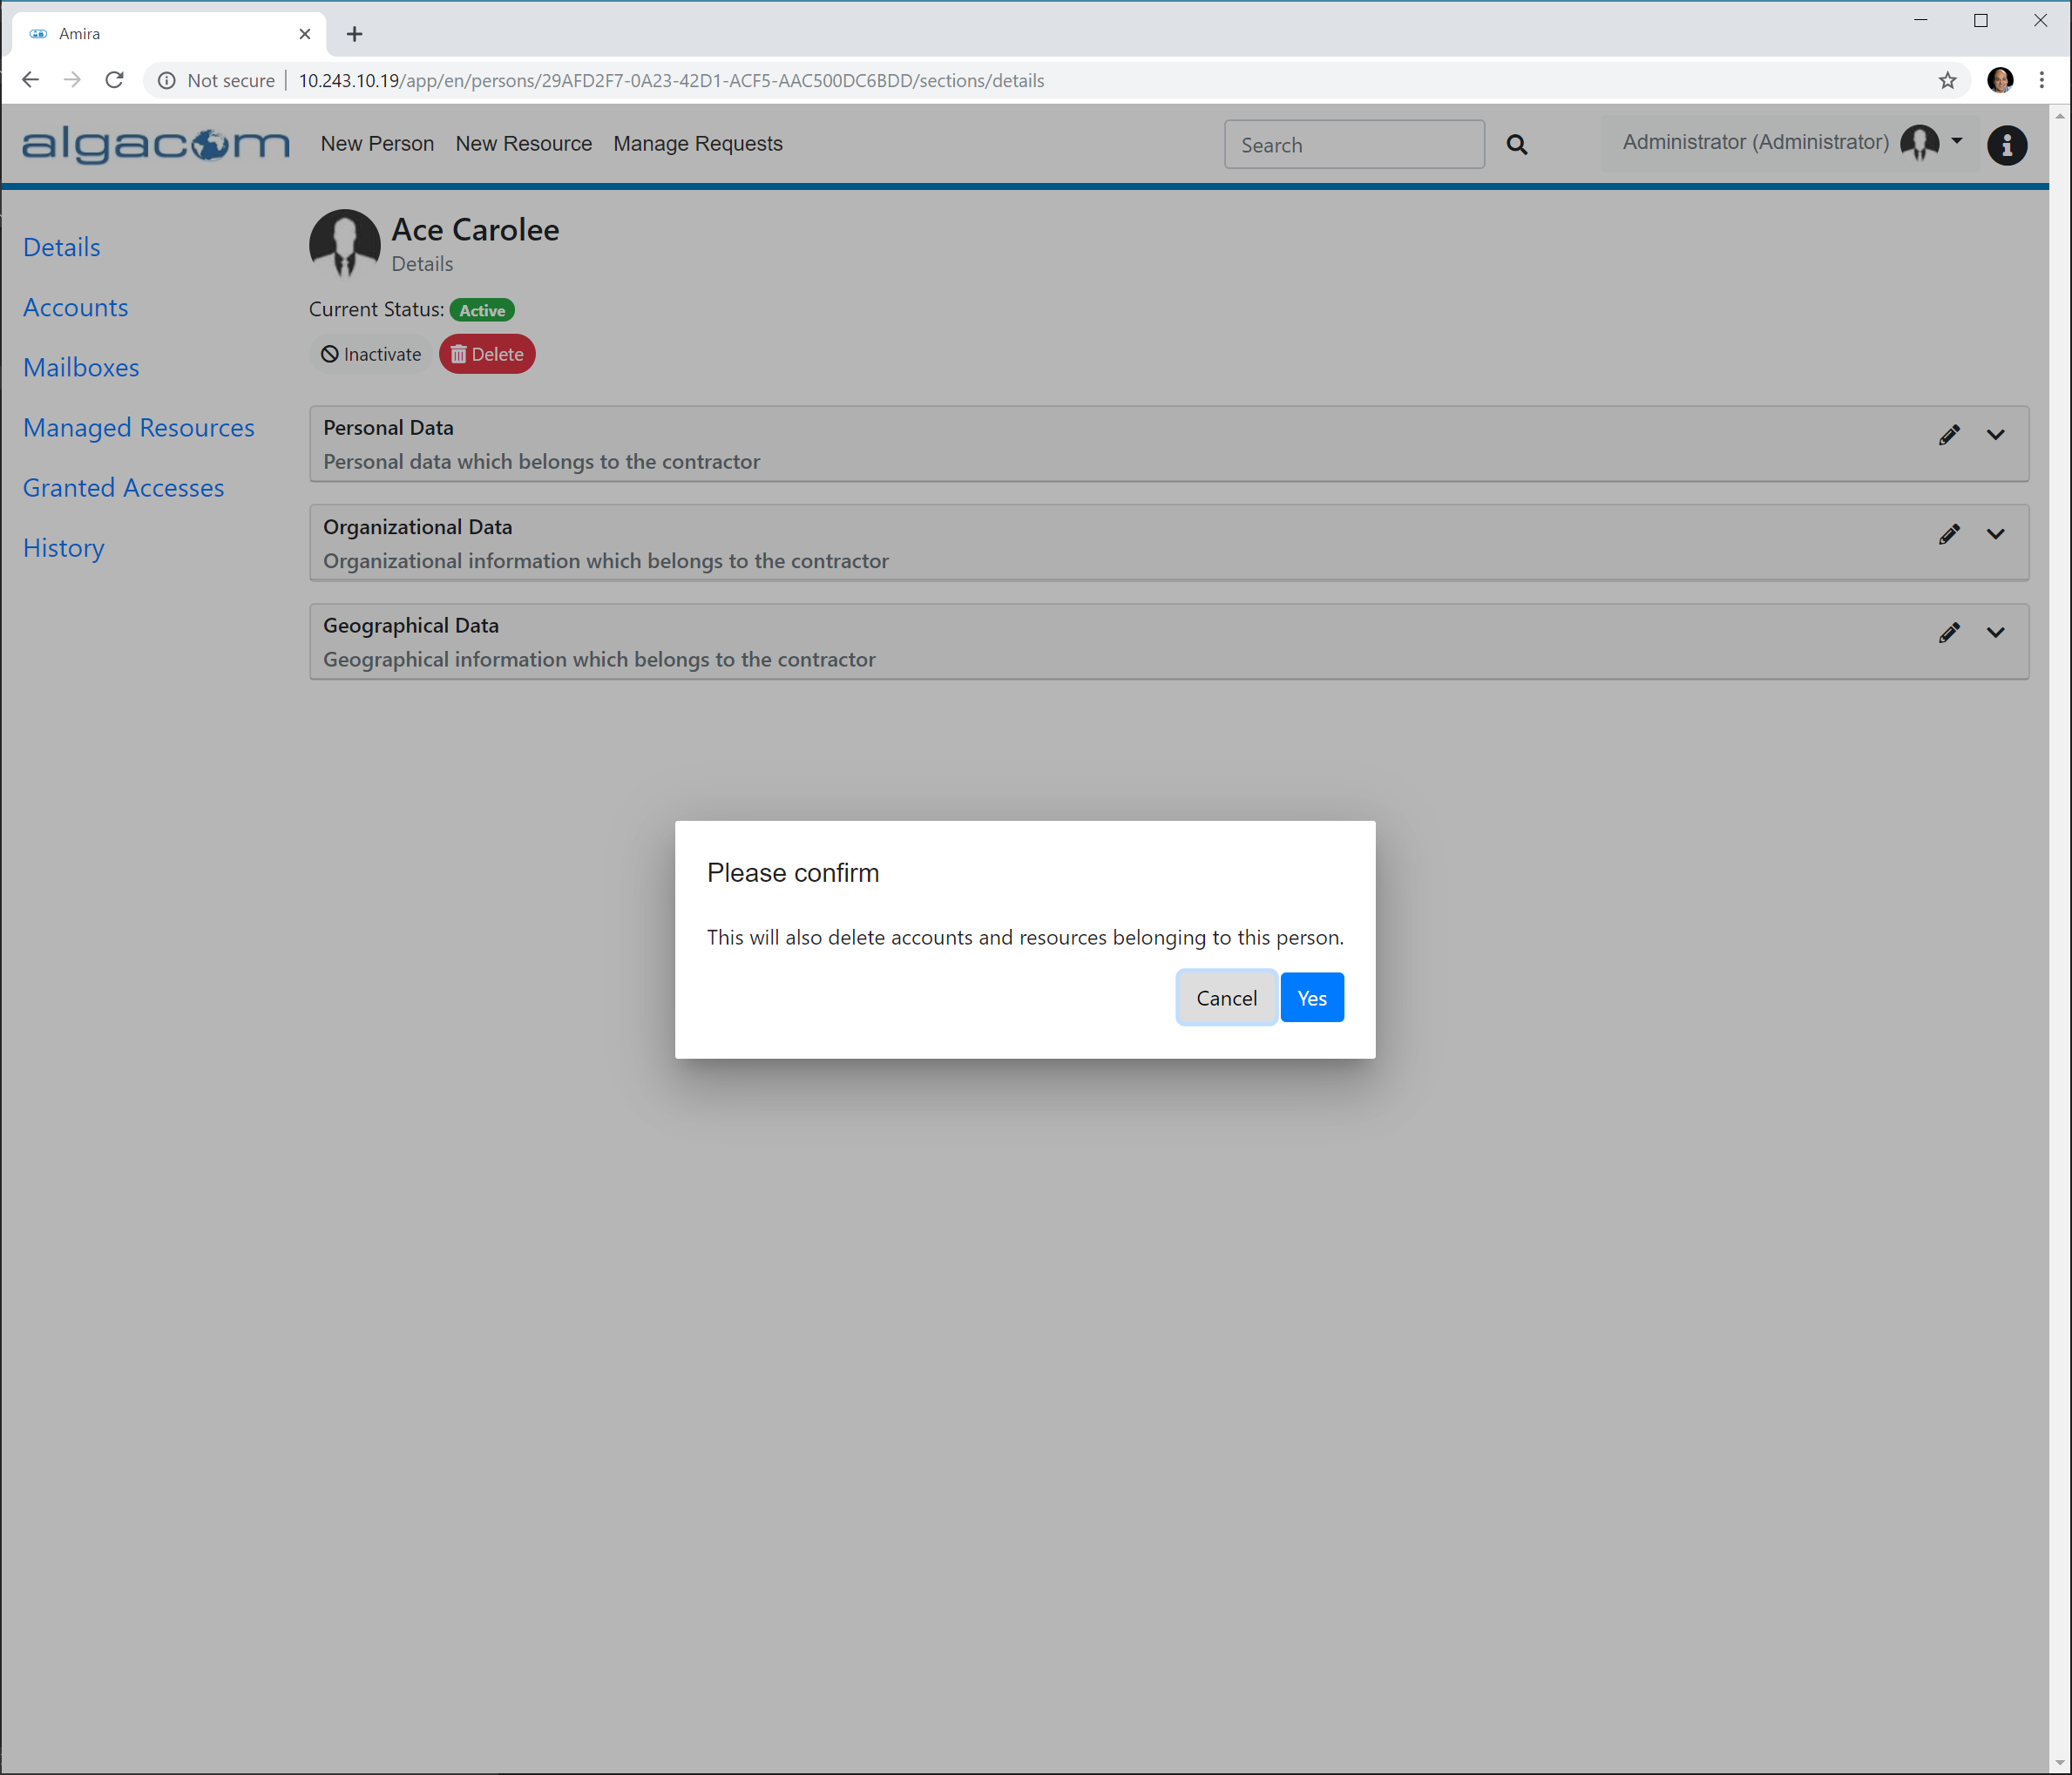 Amira
Not secure 10.243.10.19/app/en/persons/29AFD2F7-0A23-42D1-ACF5-AAC500DC6BDD/sections/details
algacom New Person New Resource Manage Requests Search Administrator (Administrator)
Ace Carolee
Details
Current Status: Active
Inactivate Delete
Details
Accounts
Mailboxes
Managed Resources
Granted Accesses
History
Personal Data
Personal data which belongs to the contractor
Organizational Data
Organizational information which belongs to the contractor
Geographical Data
Geographical information which belongs to the contractor
Please confirm
This will also delete accounts and resources belonging to this person.
Cancel Yes